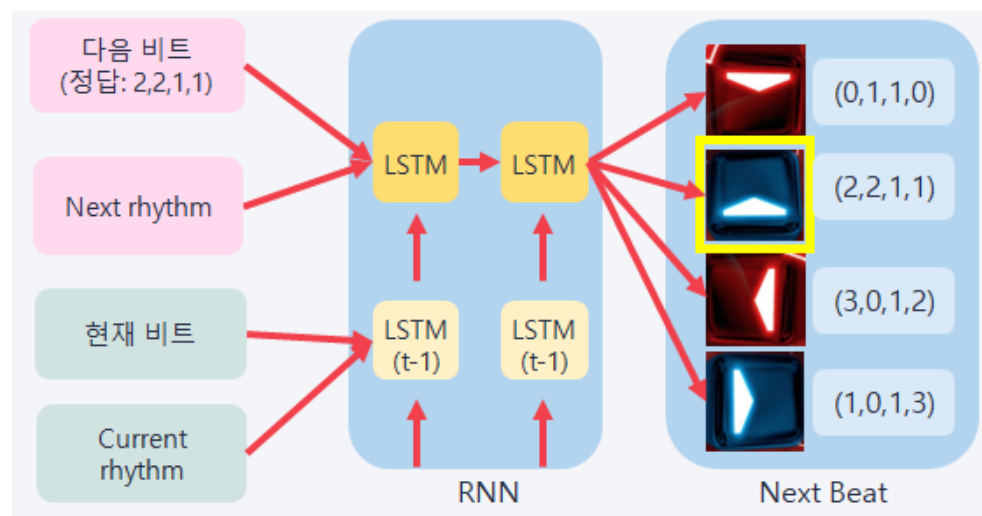 다음 비트
(정답: 2,2,1,1)
Next rhythm
현재 비트
Current
rhythm
LSTM
LSTM
LSTM
(t-1)
LSTM
(t-1)
RNN
(0,1,1,0)
(2,2,1,1)
(3,0,1,2)
(1,0,1,3)
Next Beat